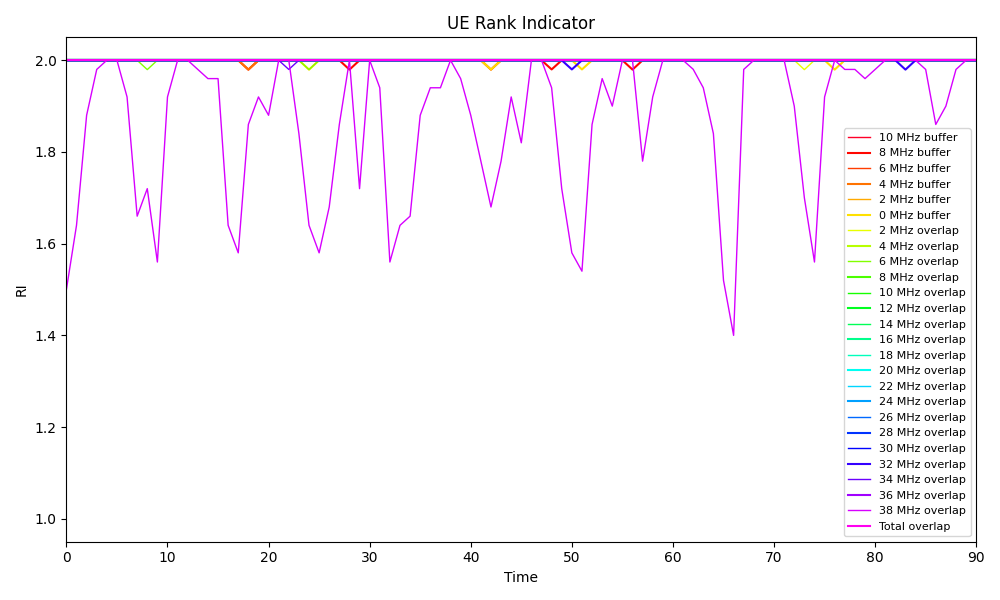 UE Rank Indicator
RI
2.0
1.8
1.6
1.4
1.2
1.0
0 10 20 30 40 50 60 70 80 90
Time
10 MHz buffer
8 MHz buffer
6 MHz buffer
4 MHz buffer
2 MHz buffer
0 MHz buffer
2 MHz overlap
4 MHz overlap
6 MHz overlap
8 MHz overlap
10 MHz overlap
12 MHz overlap
14 MHz overlap
16 MHz overlap
18 MHz overlap
20 MHz overlap
22 MHz overlap
24 MHz overlap
26 MHz overlap
28 MHz overlap
30 MHz overlap
32 MHz overlap
34 MHz overlap
36 MHz overlap
38 MHz overlap
Total overlap